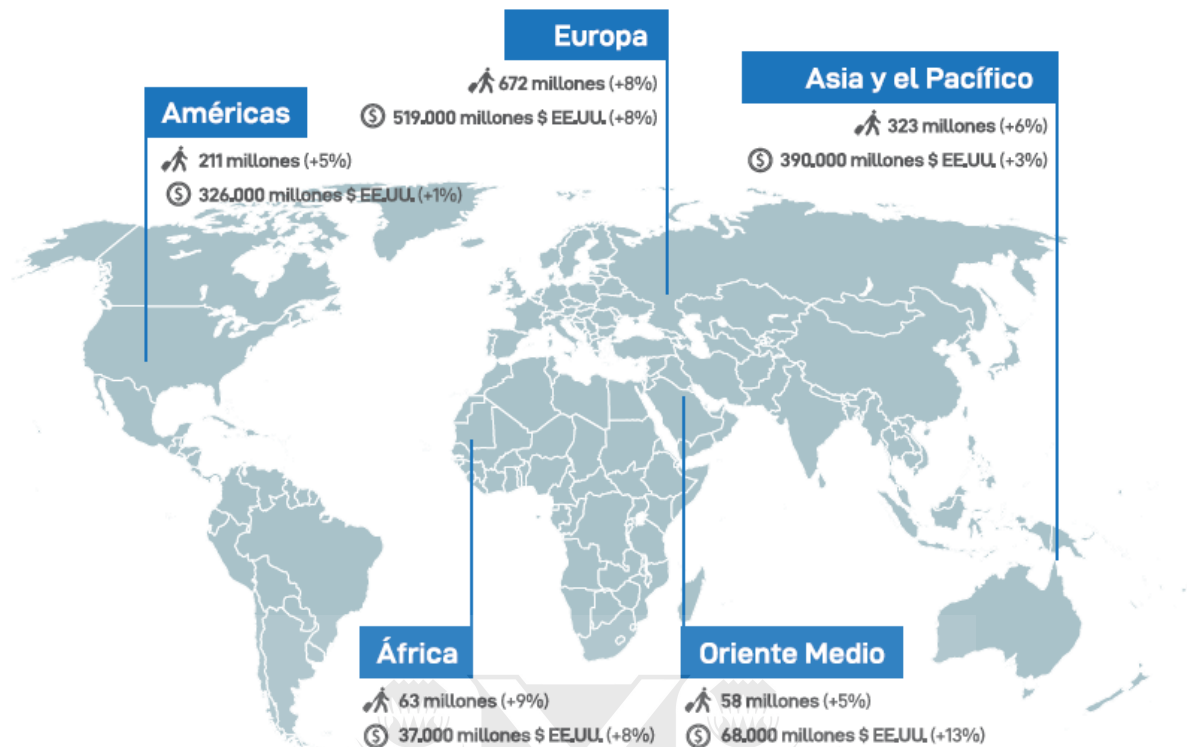 Europa
672 millones (+8%)
519.000 millones $ EE.UU. (+8%)
Asia y el Pacífico
323 millones (+6%)
390.000 millones $ EE.UU. (+3%)
Américas
211 millones (+5%)
326.000 millones $ EE.UU. (+1%)
África
63 millones (+9%)
37.000 millones $ EE.UU. (+8%)
Oriente Medio
58 millones (+5%)
68.000 millones $ EE.UU. (+13%)